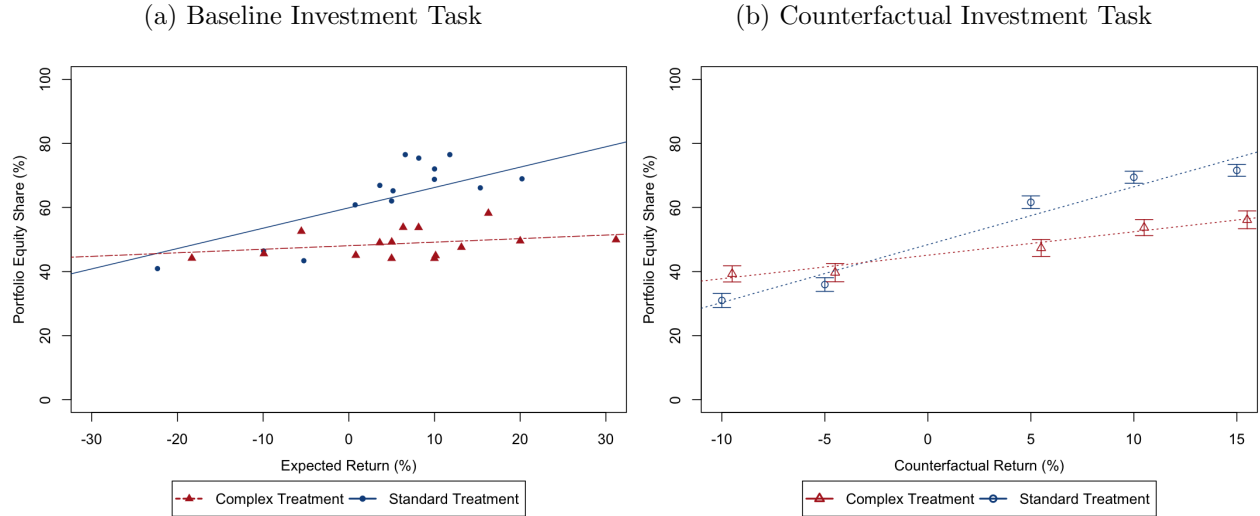 (a) Baseline Investment Task
Portfolio Equity Share (%)
100
80
60
40
20
0
-30 -20 -10 0 10 20 30
Expected Return (%)
Complex Treatment Standard Treatment
(b) Counterfactual Investment Task
Portfolio Equity Share (%)
100
80
60
40
20
0
-10 -5 0 5 10 15
Counterfactual Return (%)
Complex Treatment Standard Treatment